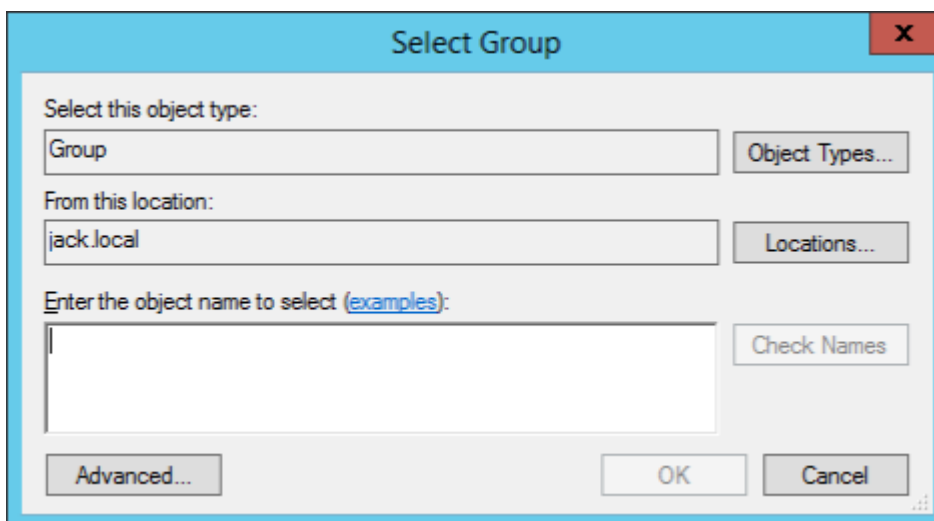 Select Group
x
Select this object type:
Group
Object Types...
From this location:
jack.local
Locations...
Enter the object name to select (examples):
Check Names
Advanced...
OK
Cancel